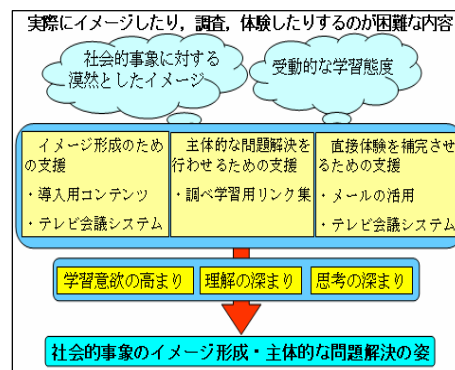 実際にイメージしたり，調査，体験したりするのが困難な内容
社会的事象に対する
漠然としたイメージ
受動的な学習態度
イメージ形成のため
の支援
・導入用コンテンツ
・テレビ会議システム
主体的な問題解決を
行わせるための支援
・調べ学習用リンク集
直接体験を補完させ
るための支援
・メールの活用
・テレビ会議システム
学習意欲の高まり
理解の深まり
思考の深まり
社会的事象のイメージ形成・主体的な問題解決の姿